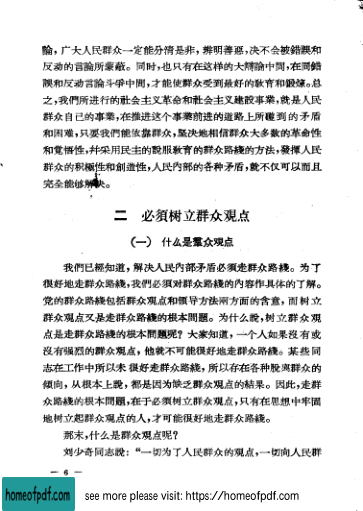 論，广大人民群众一定能分清是非，辨明善惡，决不会被錯誤和
反动的言論所蒙蔽。同时，也只有在这样的大辯論中間，在同錯
誤和反动言論斗爭中間，才能使群众受到最好的敎育和鍛炼。总
之，我們所进行的社会主义革命和社会主义建設事業，就是人民
群众自己的事業，在推进这个事業前进的道路上所碰到的矛盾
和困难，只要我們能依靠群众，坚决地相信群众大多数的革命性
和覚悟性，幷采用民主的說服敎育的群众路綫的方法，發揮人民
群众的积極性和創造性，人民內部的各种矛盾，就不仅可以而且
完全能够解决。
二　必須树立群众观点
（一）　什么是羣众观点
我們已經知道，解决人民內部矛盾必須走群众路綫。为了
很好地走群众路綫，我們必須对群众路綫的內容作具体的了解。
党的群众路綫包括群众观点和領导方法兩方面的含意，而树立
群众观点又是走群众路綫的根本問題。为什么說，树立群众观
点是走群众路綫的根本問題呢？大家知道，一个人如果沒有或
沒有强烈的群众观点，他就不可能很好地走群众路綫。某些同
志在工作中所以未很好走群众路綫，所以存在各种脫离群众的
傾向，从根本上說，都是因为缺乏群众观点的結果。因此，走群
众路綫的根本問題，在于必須树立群众观点，只有在思想中牢固
地树立起群众观点的人，才可能很好地走群众路綫。
那末，什么是群众观点呢？
刘少奇同志說：“一切为了人民群众的观点，一切向人民群
— 6 —
homeofpdf.com see more please visit: https://homeofpdf.com